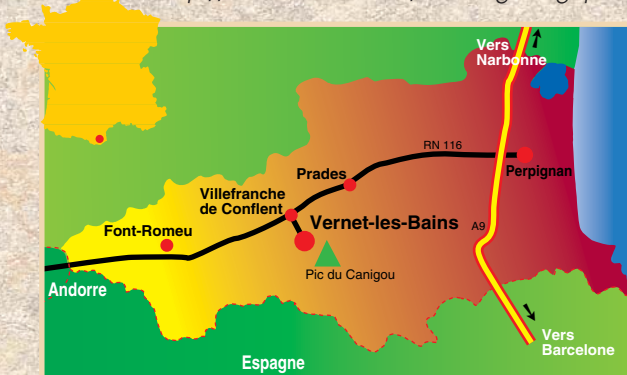 Vers
Narbonne
RN 116
Perpignan
Prades
Villefranche
de Conflent
Vernet-les-Bains
Font-Romeu
A9
Pic du Canigou
Andorre
Vers
Barcelone
Espagne